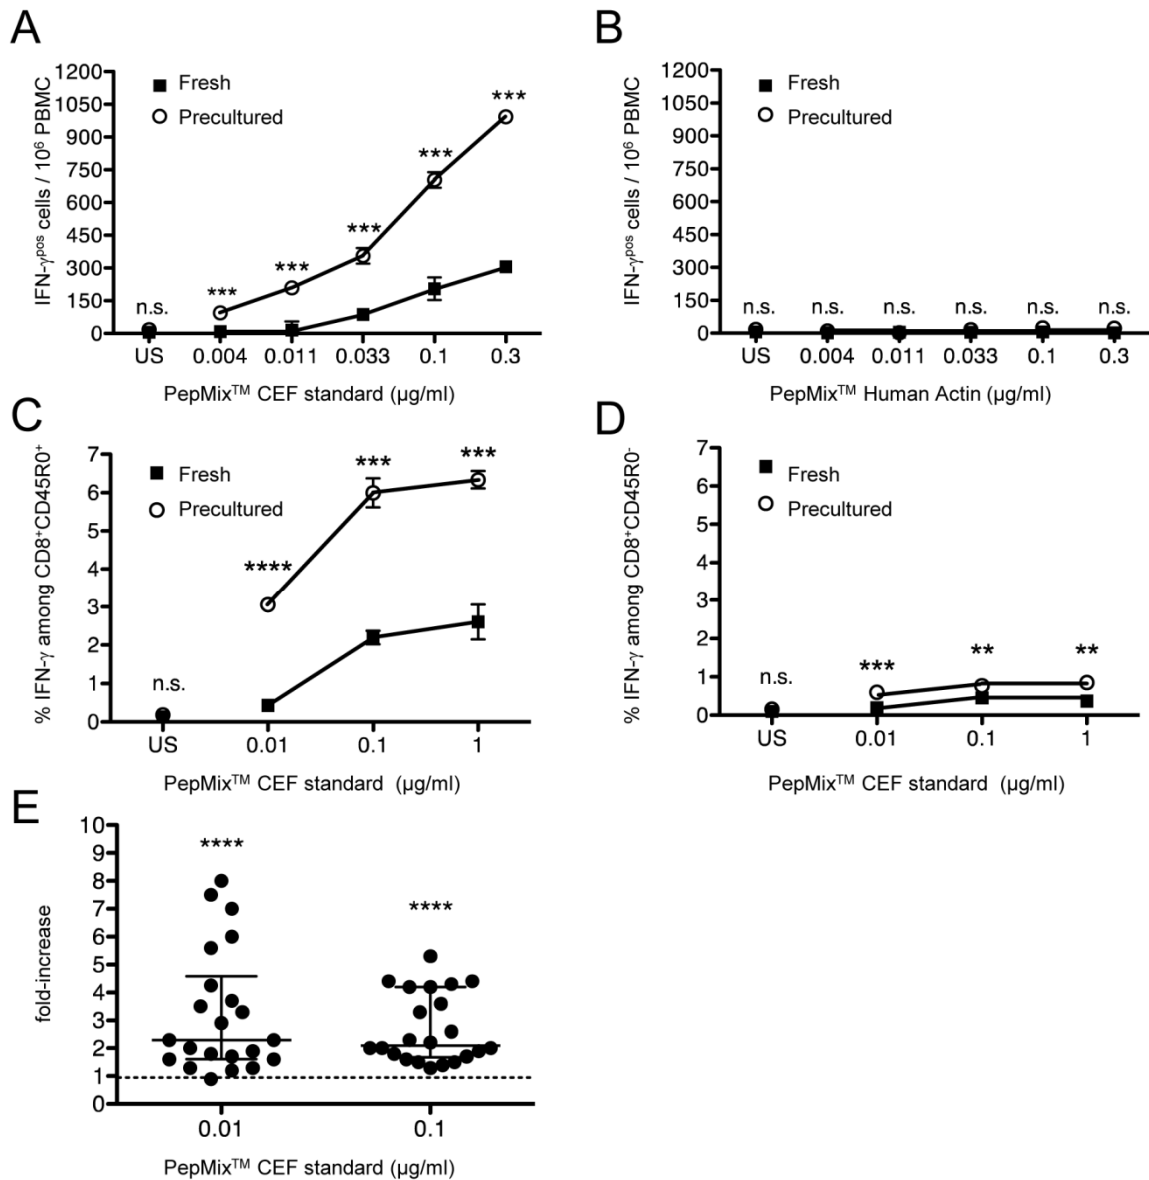 A
IFN-γᵖᵒˢ cells / 10⁶ PBMC
1200
1050
900
750
600
450
300
150
0
Fresh
Precultured
n.s.
***
***
***
***
***
US
0.004
0.011
0.033
0.1
0.3
PepMix™ CEF standard (µg/ml)
B
IFN-γᵖᵒˢ cells / 10⁶ PBMC
1200
1050
900
750
600
450
300
150
0
Fresh
Precultured
n.s.
n.s.
n.s.
n.s.
n.s.
n.s.
US
0.004
0.011
0.033
0.1
0.3
PepMix™ Human Actin (µg/ml)
C
% IFN-γ among CD8⁺CD45R0⁺
7
6
5
4
3
2
1
0
Fresh
Precultured
n.s.
****
***
***
US
0.01
0.1
1
PepMix™ CEF standard (µg/ml)
D
% IFN-γ among CD8⁺CD45R0⁻
7
6
5
4
3
2
1
0
Fresh
Precultured
n.s.
***
**
**
US
0.01
0.1
1
PepMix™ CEF standard (µg/ml)
E
fold-increase
10
9
8
7
6
5
4
3
2
1
0
****
****
0.01
0.1
PepMix™ CEF standard (µg/ml)